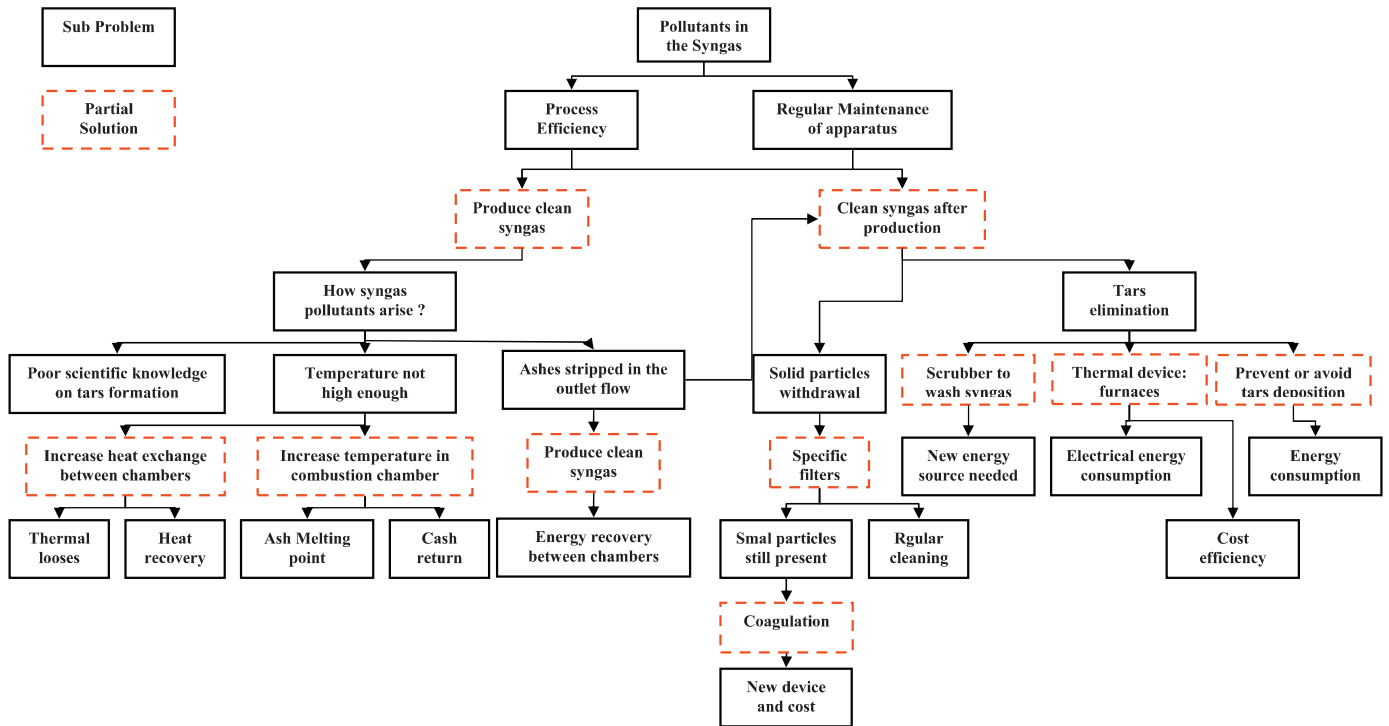 Sub Problem
Pollutants in
the Syngas
Partial
Solution
Process
Efficiency
Regular Maintenance
of apparatus
Produce clean
syngas
Clean syngas after
production
How syngas
pollutants arise ?
Tars
elimination
Poor scientific knowledge
on tars formation
Temperature not
high enough
Ashes stripped in the
outlet flow
Solid particles
withdrawal
Scrubber to
wash syngas
Thermal device:
furnaces
Prevent or avoid
tars deposition
Increase heat exchange
between chambers
Increase temperature in
combustion chamber
Produce clean
syngas
Specific
filters
New energy
source needed
Electrical energy
consumption
Energy
consumption
Thermal
looses
Heat
recovery
Ash Melting
point
Cash
return
Energy recovery
between chambers
Smal particles
still present
Rgular
cleaning
Cost
efficiency
Coagulation
New device
and cost